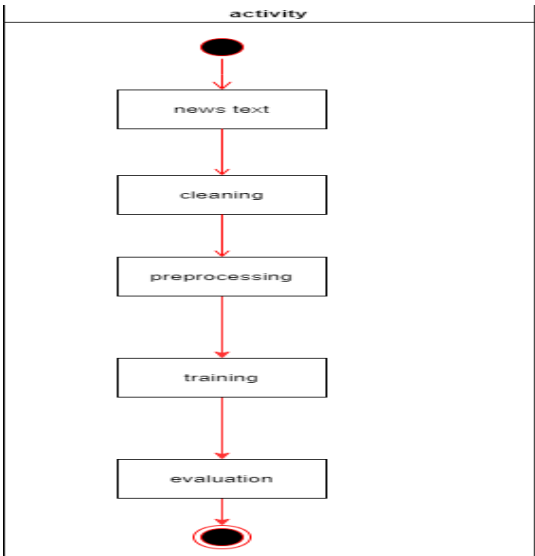 activity
news text
cleaning
preprocessing
training
evaluation